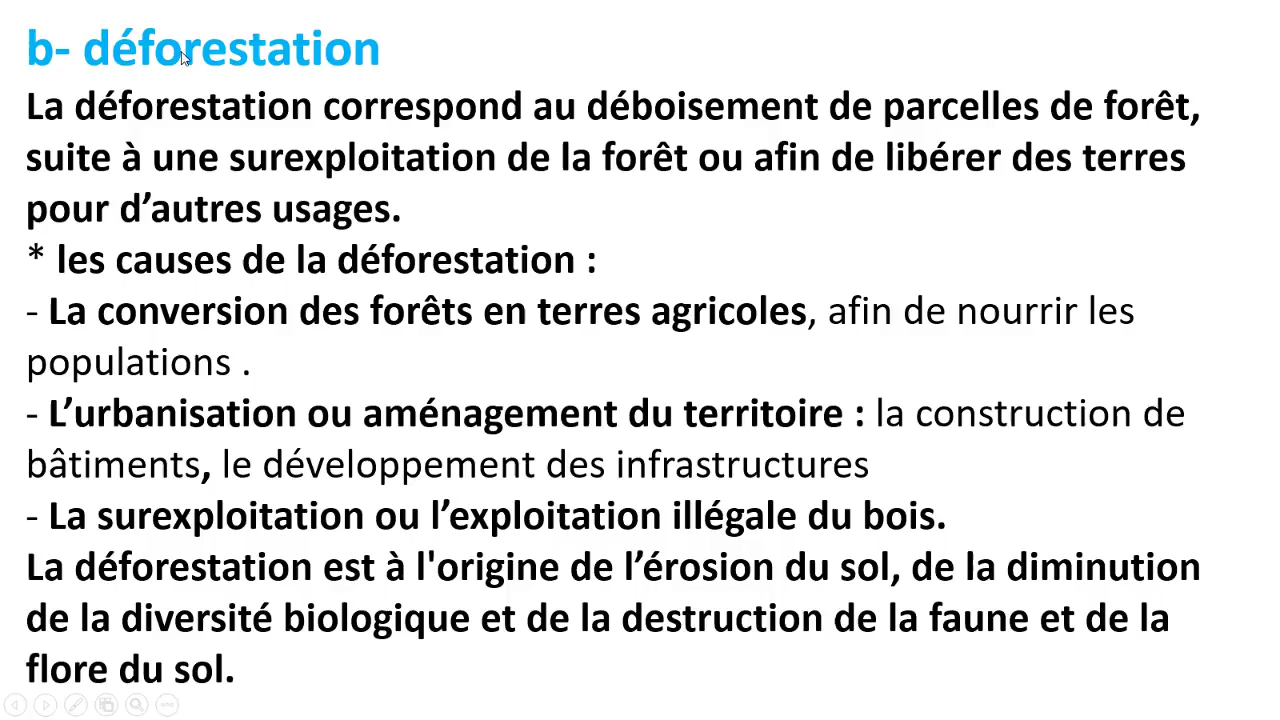 b- déforestation
La déforestation correspond au déboisement de parcelles de forêt,
suite à une surexploitation de la forêt ou afin de libérer des terres
pour d’autres usages.
* les causes de la déforestation :
- La conversion des forêts en terres agricoles, afin de nourrir les
populations .
- L’urbanisation ou aménagement du territoire : la construction de
bâtiments, le développement des infrastructures
- La surexploitation ou l’exploitation illégale du bois.
La déforestation est à l'origine de l’érosion du sol, de la diminution
de la diversité biologique et de la destruction de la faune et de la
flore du sol.